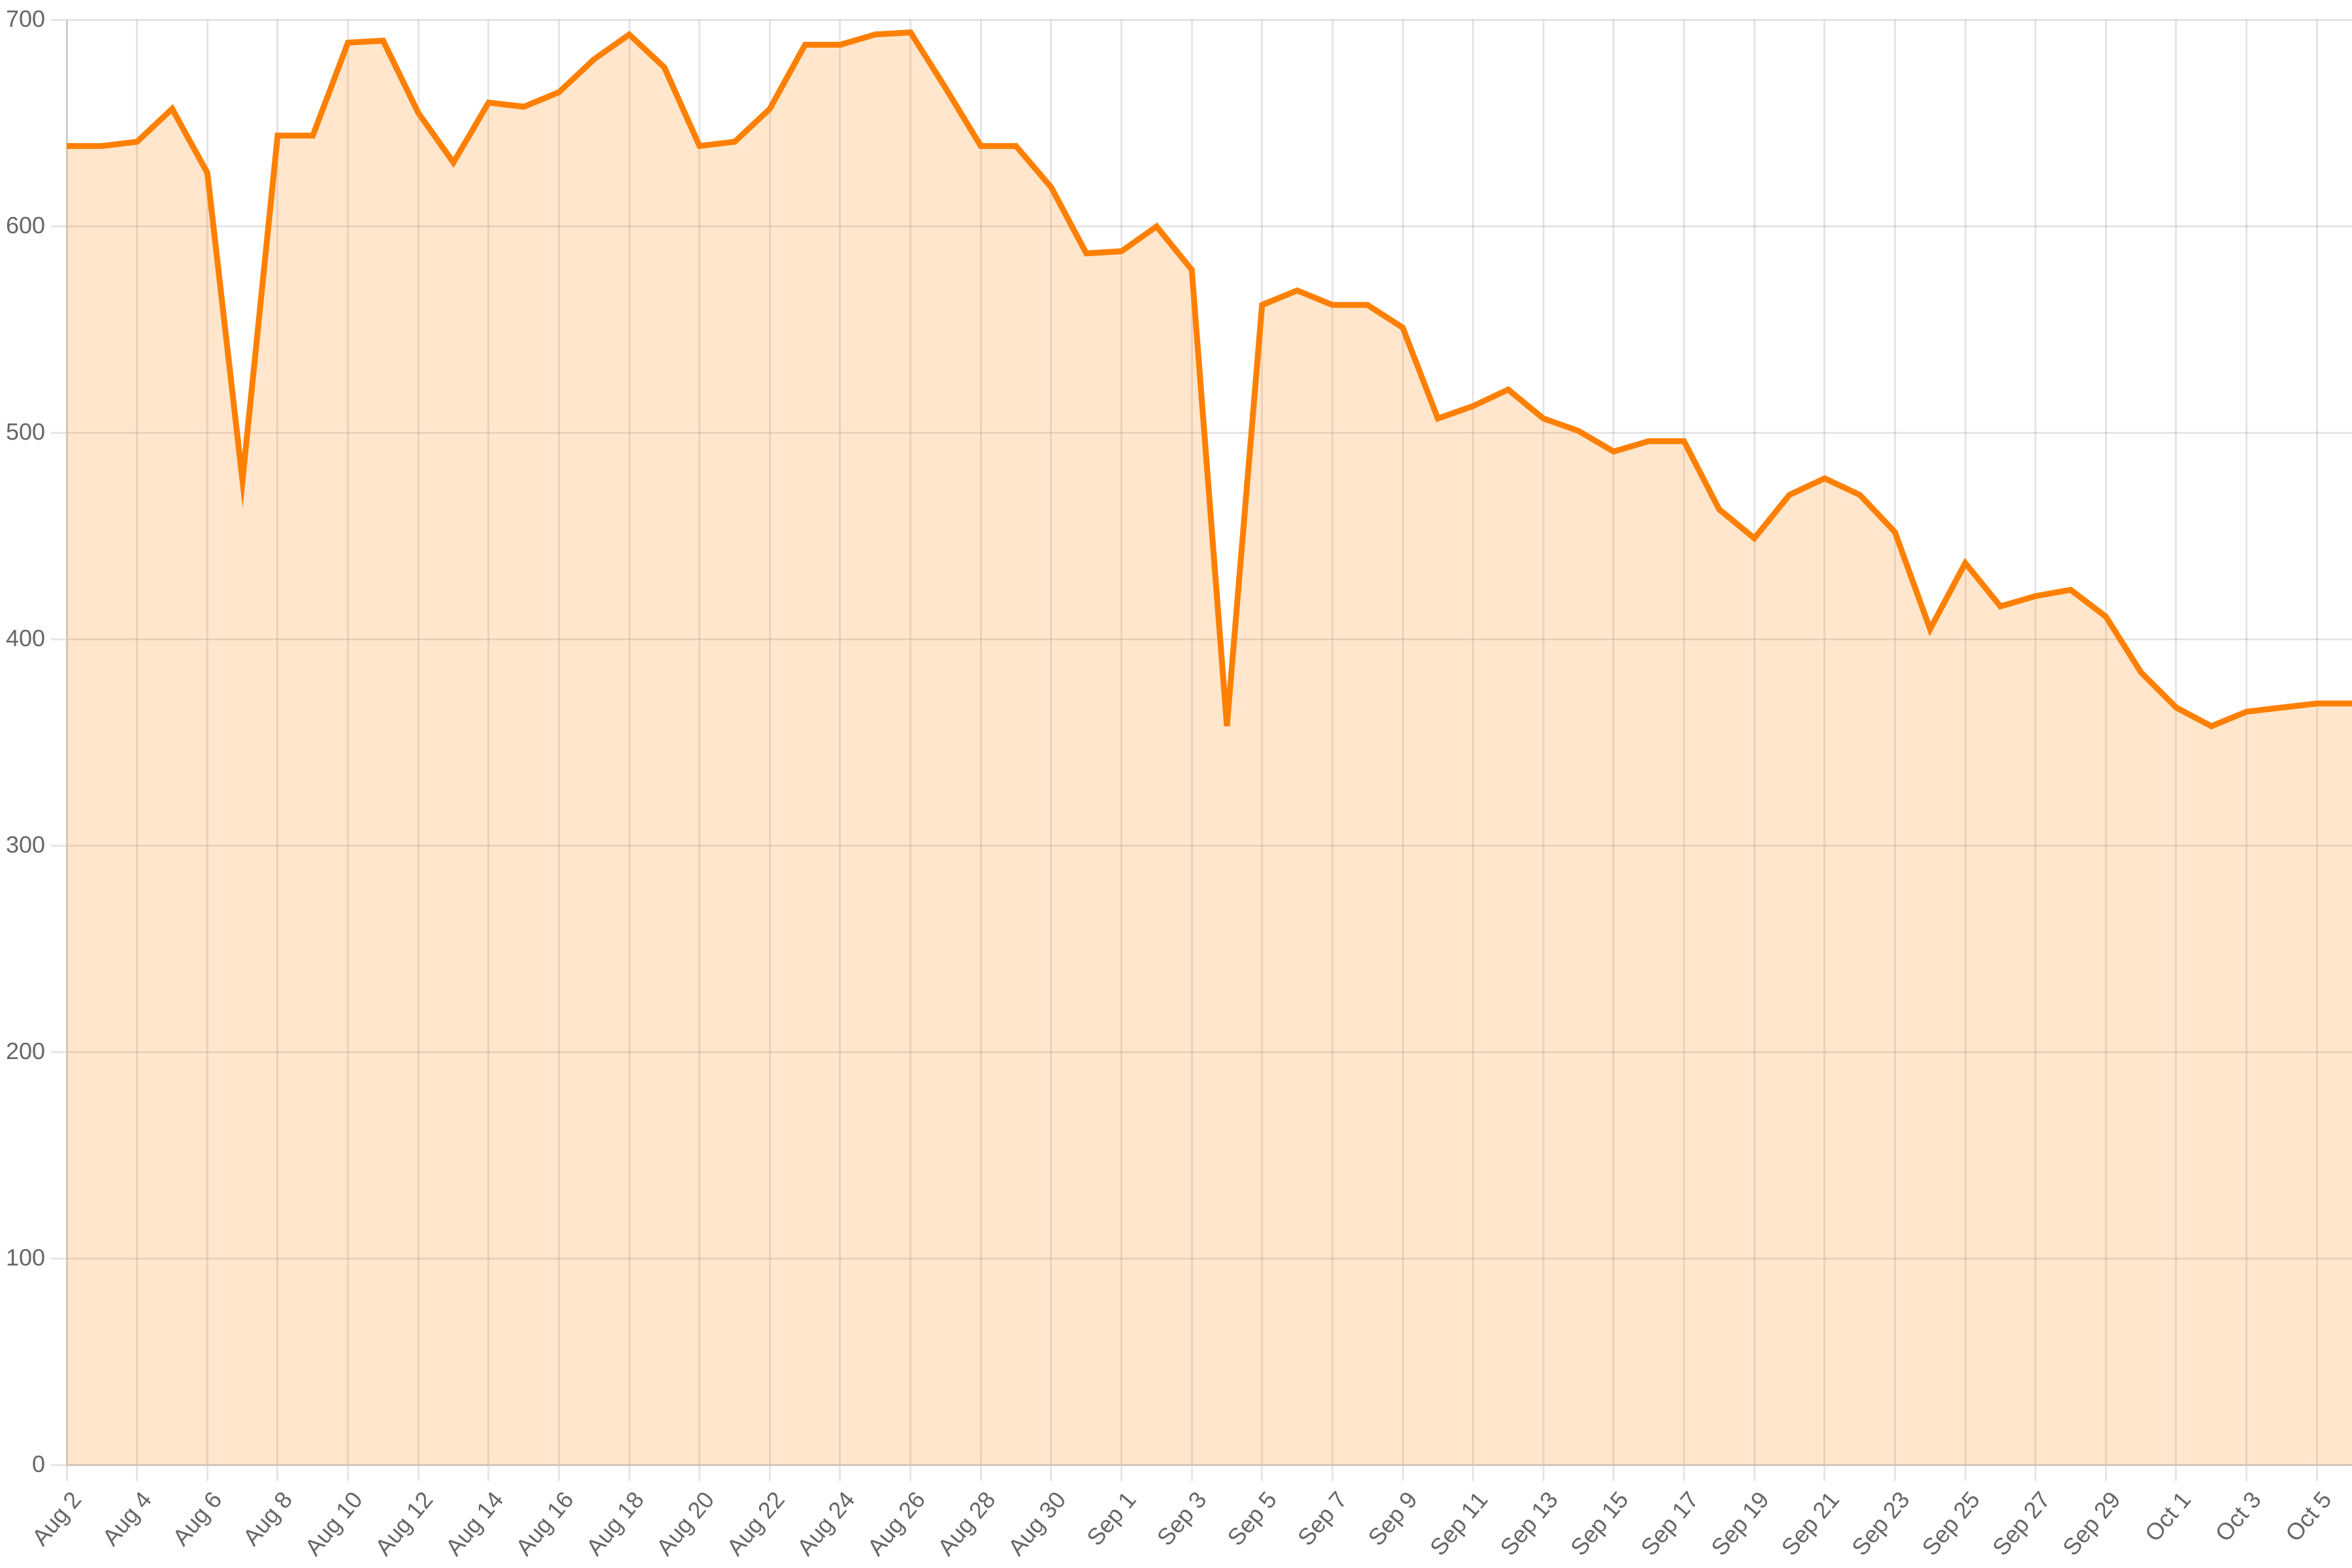 700
600
500
400
300
200
100
0
Aug 2
Aug 4
Aug 6
Aug 8
Aug 10
Aug 12
Aug 14
Aug 16
Aug 18
Aug 20
Aug 22
Aug 24
Aug 26
Aug 28
Aug 30
Sep 1
Sep 3
Sep 5
Sep 7
Sep 9
Sep 11
Sep 13
Sep 15
Sep 17
Sep 19
Sep 21
Sep 23
Sep 25
Sep 27
Sep 29
Oct 1
Oct 3
Oct 5